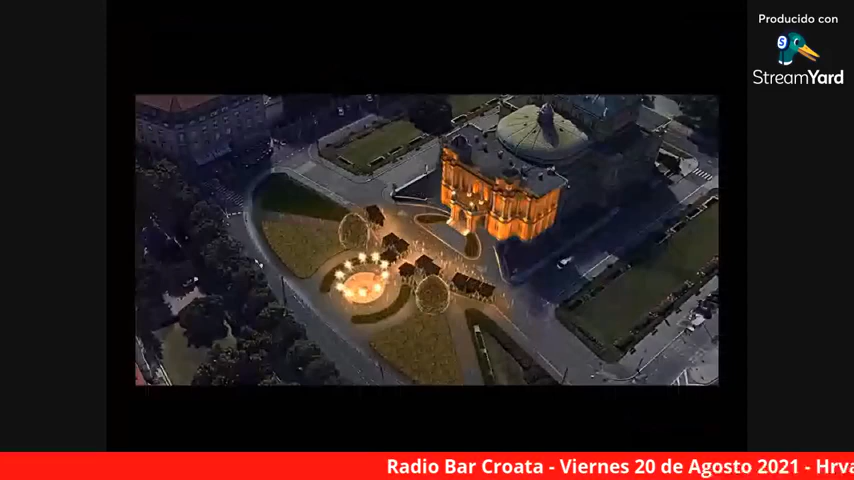 Producido con
StreamYard
Radio Bar Croata - Viernes 20 de Agosto 2021 - Hrva